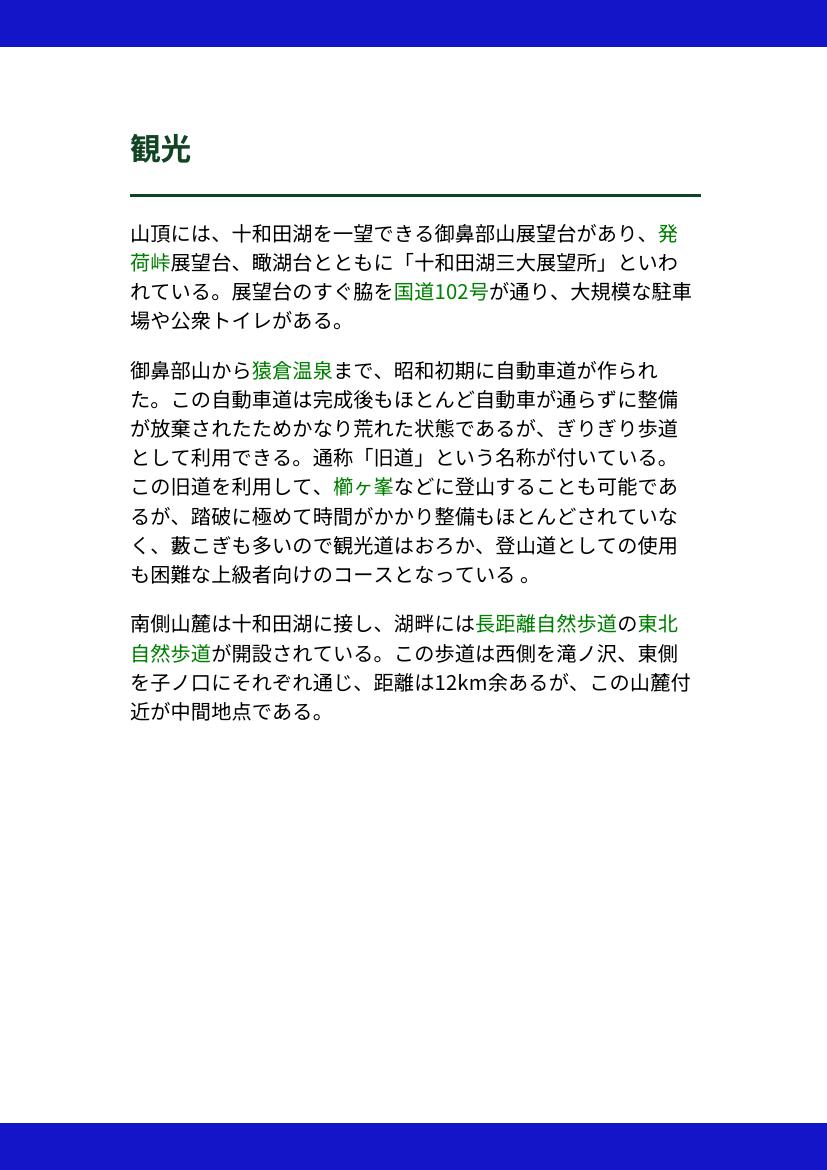 観光
山頂には、十和田湖を一望できる御鼻部山展望台があり、発
荷峠展望台、瞰湖台とともに「十和田湖三大展望所」といわ
れている。展望台のすぐ脇を国道102号が通り、大規模な駐車
場や公衆トイレがある。
御鼻部山から猿倉温泉まで、昭和初期に自動車道が作られ
た。この自動車道は完成後もほとんど自動車が通らずに整備
が放棄されたためかなり荒れた状態であるが、ぎりぎり歩道
として利用できる。通称「旧道」という名称が付いている。
この旧道を利用して、櫛ヶ峯などに登山することも可能であ
るが、踏破に極めて時間がかかり整備もほとんどされていな
く、藪こぎも多いので観光道はおろか、登山道としての使用
も困難な上級者向けのコースとなっている 。
南側山麓は十和田湖に接し、湖畔には長距離自然歩道の東北
自然歩道が開設されている。この歩道は西側を滝ノ沢、東側
を子ノ口にそれぞれ通じ、距離は12km余あるが、この山麓付
近が中間地点である。